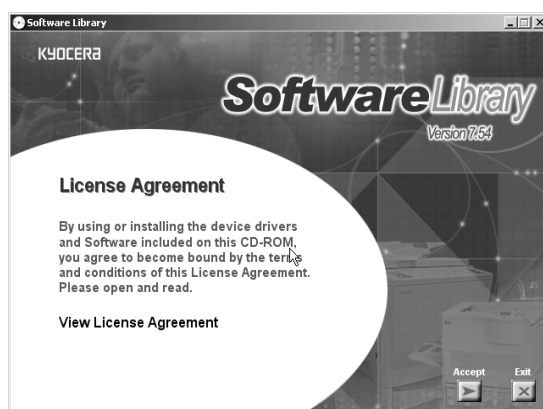 Software Library
KYOCERA
SoftwareLibrary
Version 7.54
License Agreement
By using or installing the device drivers
and Software included on this CD-ROM,
you agree to become bound by the terms
and conditions of this License Agreement.
Please open and read.
View License Agreement
Accept Exit